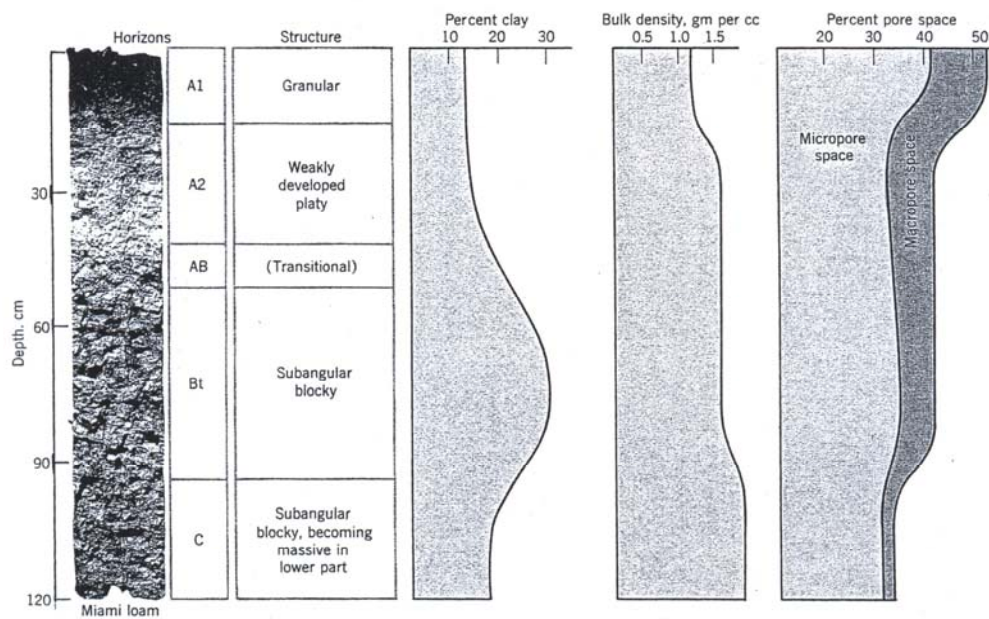 Horizons
Structure
Percent clay
10 20 30
Bulk density, gm per cc
0.5 1.0 1.5
Percent pore space
20 30 40 50
A1
Granular
A2
Weakly
developed
platy
AB
(Transitional)
Bt
Subangular
blocky
C
Subangular
blocky, becoming
massive in
lower part
Micropore
space
Macropore space
Depth. cm
30
60
90
120
Miami loam